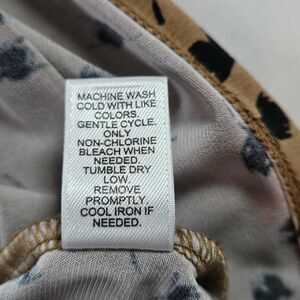 MACHINE WASH
COLD WITH LIKE
COLORS.
GENTLE CYCLE.
ONLY
NON-CHLORINE
BLEACH WHEN
NEEDED.
TUMBLE DRY
LOW.
REMOVE
PROMPTLY.
COOL IRON IF
NEEDED.